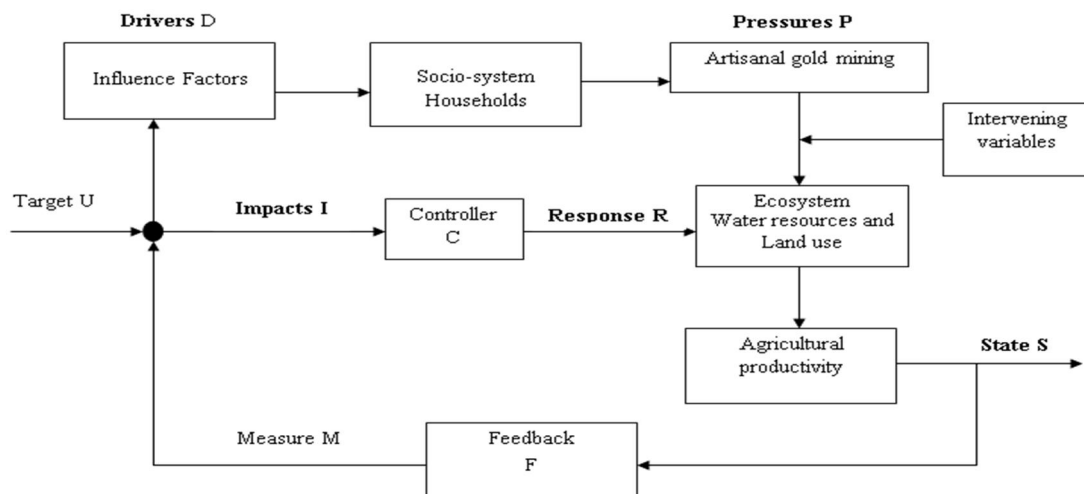 Drivers D
Pressures P
Influence Factors
Socio-system
Households
Artisanal gold mining
Intervening
variables
Target U
Impacts I
Controller
C
Response R
Ecosystem
Water resources and
Land use
Agricultural
productivity
State S
Measure M
Feedback
F